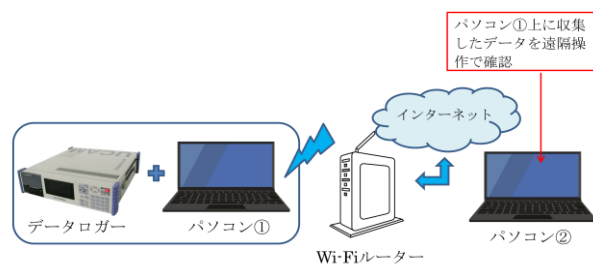 パソコン①上に収集
したデータを遠隔操
作で確認
インターネット
データロガー
パソコン①
Wi-Fiルーター
パソコン②